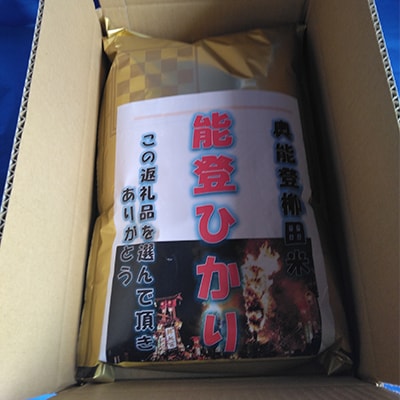 奥能登柳田米
能登ひかり
この返礼品を選んで頂き
ありがとう